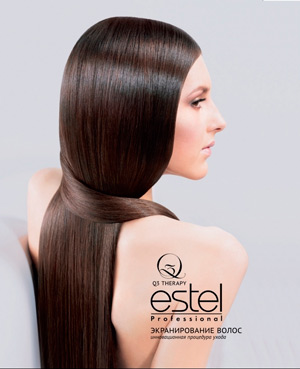 Q3 THERAPY
estel
Professional
ЭКРАНИРОВАНИЕ ВОЛОС
инновационная процедура ухода